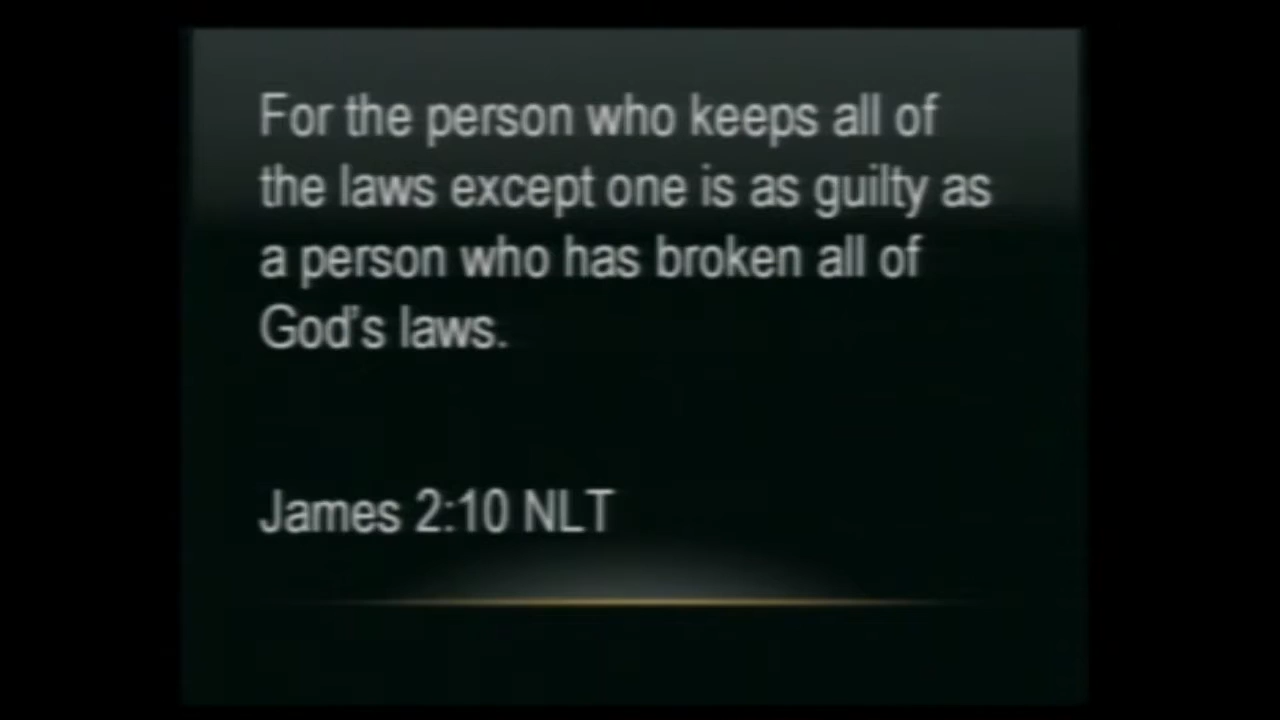 For the person who keeps all of
the laws except one is as guilty as
a person who has broken all of
God's laws.
James 2:10 NLT